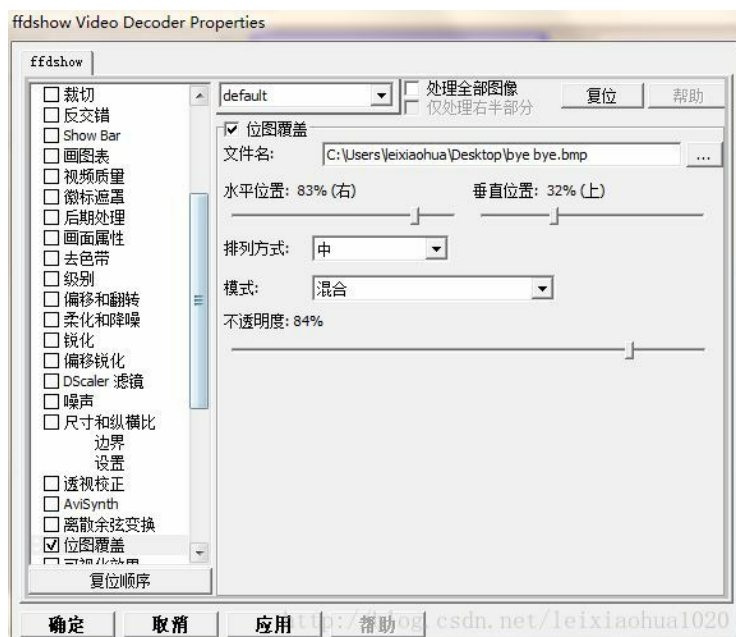 ffdshow Video Decoder Properties
ffdshow
裁切
反交错
Show Bar
画图表
视频质量
徽标遮罩
后期处理
画面属性
去色带
级别
偏移和翻转
柔化和降噪
锐化
偏移锐化
DScaler 滤镜
噪声
尺寸和纵横比
边界
设置
透视校正
AviSynth
离散余弦变换
位图覆盖
可视化效果
复位顺序
default
处理全部图像
仅处理右半部分
复位
帮助
位图覆盖
文件名: C:\Users\leixiaohua\Desktop\bye bye.bmp ...
水平位置: 83% (右) 垂直位置: 32% (上)
排列方式: 中
模式: 混合
不透明度: 84%
确定 取消 应用 帮助
http://blog.csdn.net/leixiaohua1020